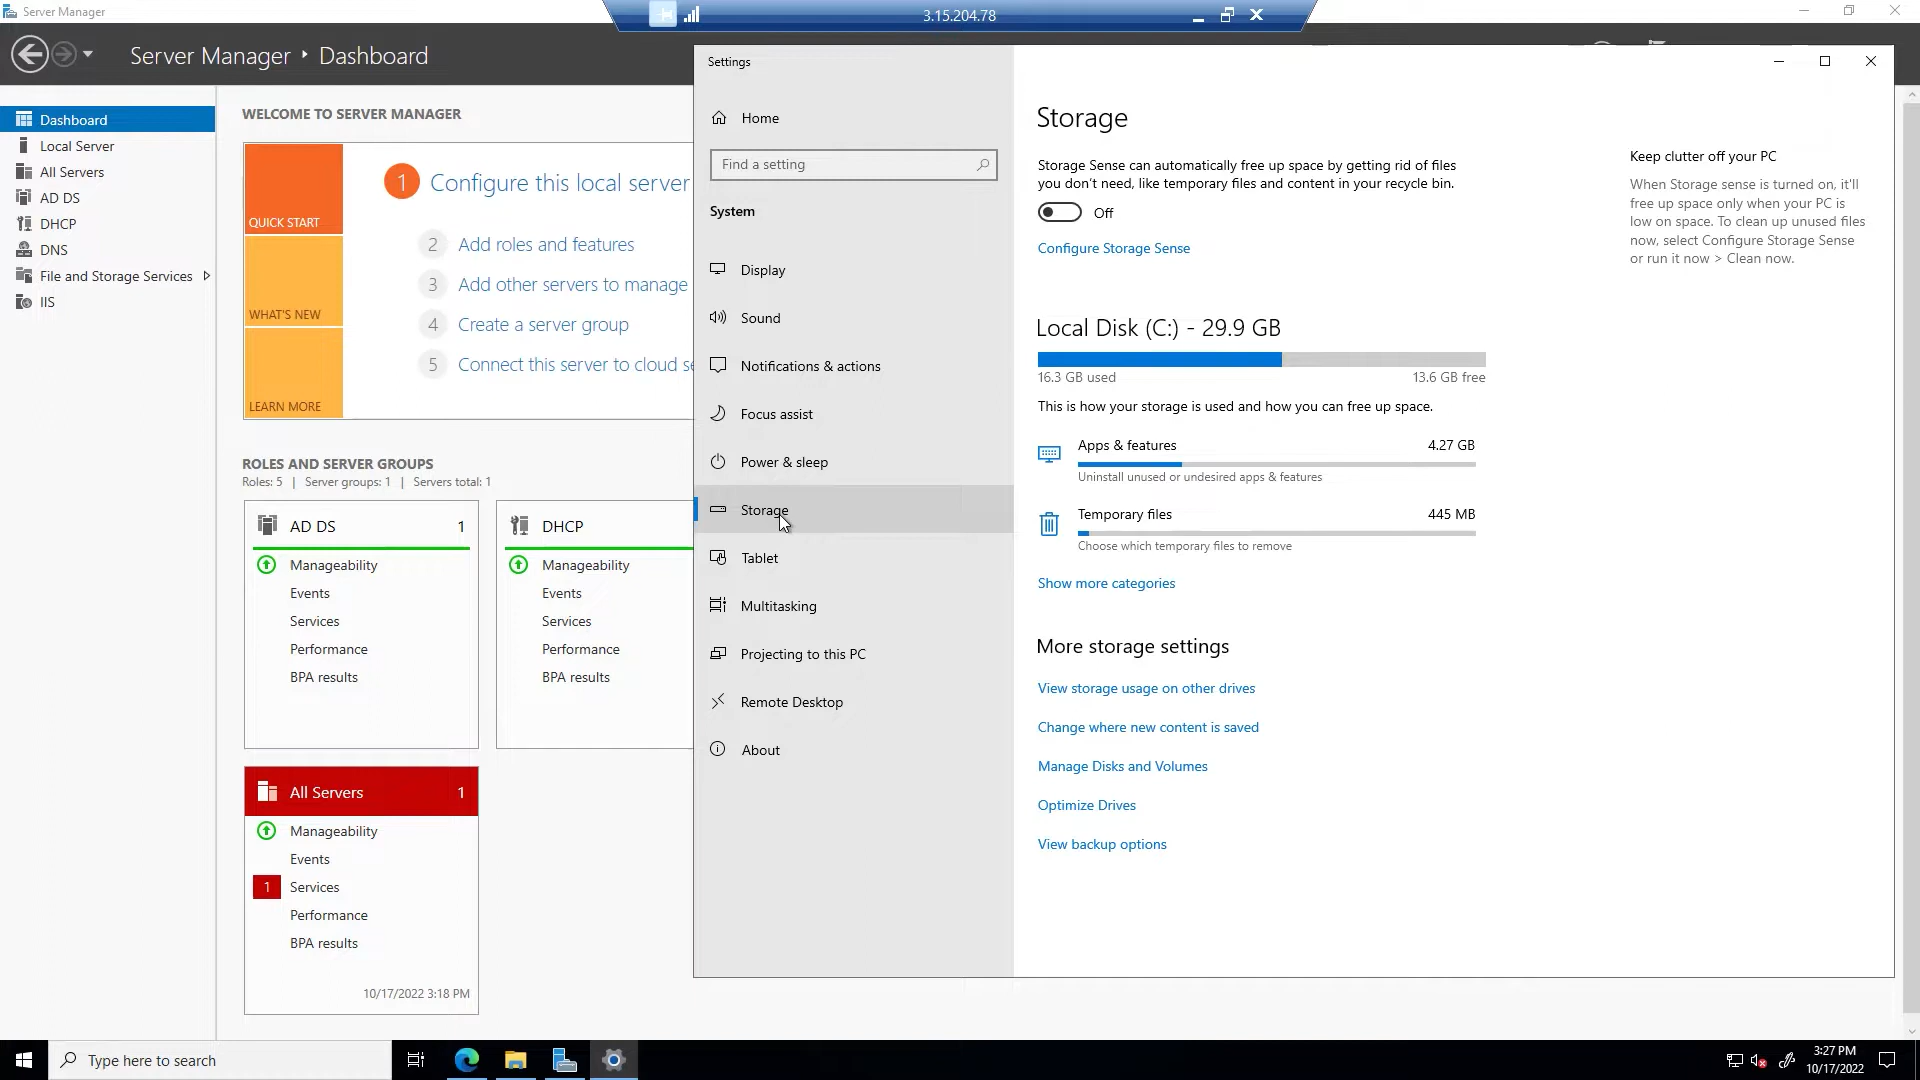 Server Manager
3.15.204.78
Server Manager
Dashboard
Dashboard
Local Server
All Servers
AD DS
DHCP
DNS
File and Storage Services
IIS
WELCOME TO SERVER MANAGER
QUICK START
WHAT'S NEW
LEARN MORE
1 Configure this local server
2 Add roles and features
3 Add other servers to manage
4 Create a server group
5 Connect this server to cloud se
ROLES AND SERVER GROUPS
Roles: 5 | Server groups: 1 | Servers total: 1
AD DS 1
Manageability
Events
Services
Performance
BPA results
DHCP
Manageability
Events
Services
Performance
BPA results
All Servers 1
Manageability
Events
1 Services
Performance
BPA results
10/17/2022 3:18 PM
Settings
Home
Find a setting
System
Display
Sound
Notifications & actions
Focus assist
Power & sleep
Storage
Tablet
Multitasking
Projecting to this PC
Remote Desktop
About
Storage
Storage Sense can automatically free up space by getting rid of files
you don't need, like temporary files and content in your recycle bin.
Off
Configure Storage Sense
Local Disk (C:) - 29.9 GB
16.3 GB used 13.6 GB free
This is how your storage is used and how you can free up space.
Apps & features 4.27 GB
Uninstall unused or undesired apps & features
Temporary files 445 MB
Choose which temporary files to remove
Show more categories
More storage settings
View storage usage on other drives
Change where new content is saved
Manage Disks and Volumes
Optimize Drives
View backup options
Keep clutter off your PC
When Storage sense is turned on, it'll
free up space only when your PC is
low on space. To clean up unused files
now, select Configure Storage Sense
or run it now > Clean now.
Type here to search
3:27 PM
10/17/2022